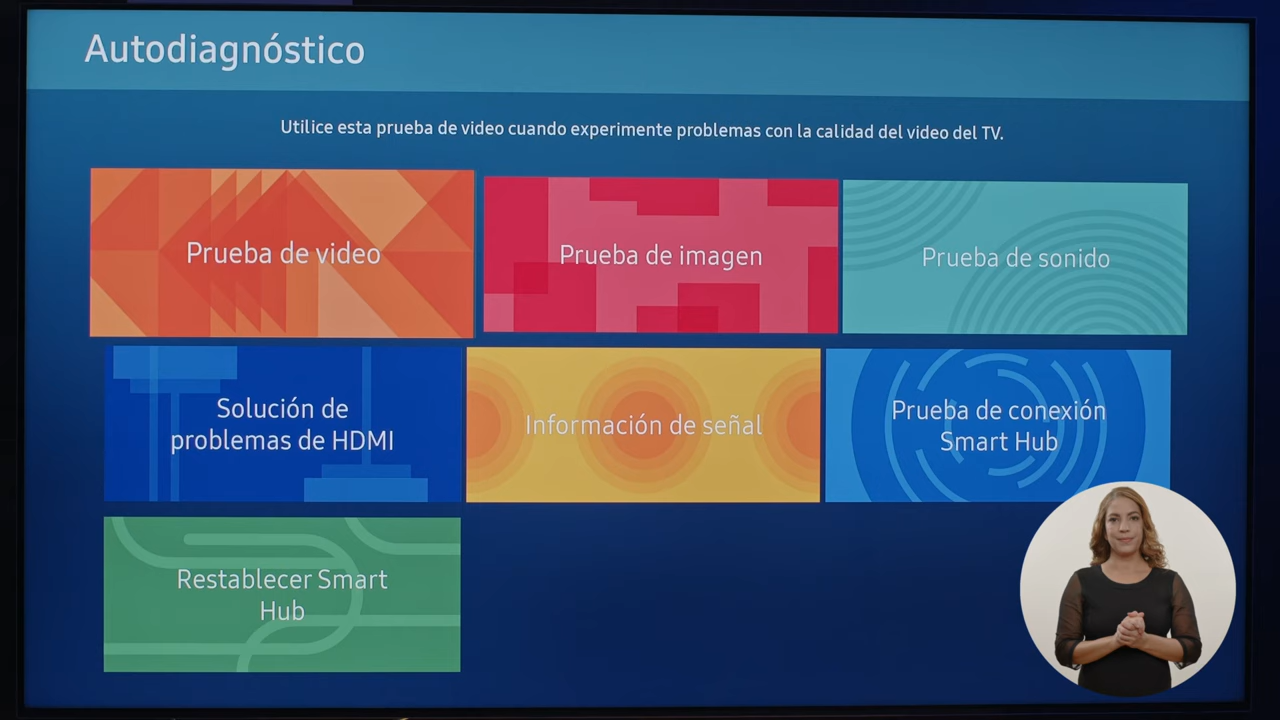 Autodiagnóstico
Utilice esta prueba de video cuando experimente problemas con la calidad del video del TV.
Prueba de video
Prueba de imagen
Prueba de sonido
Solución de
problemas de HDMI
Información de señal
Prueba de conexión
Smart Hub
Restablecer Smart
Hub